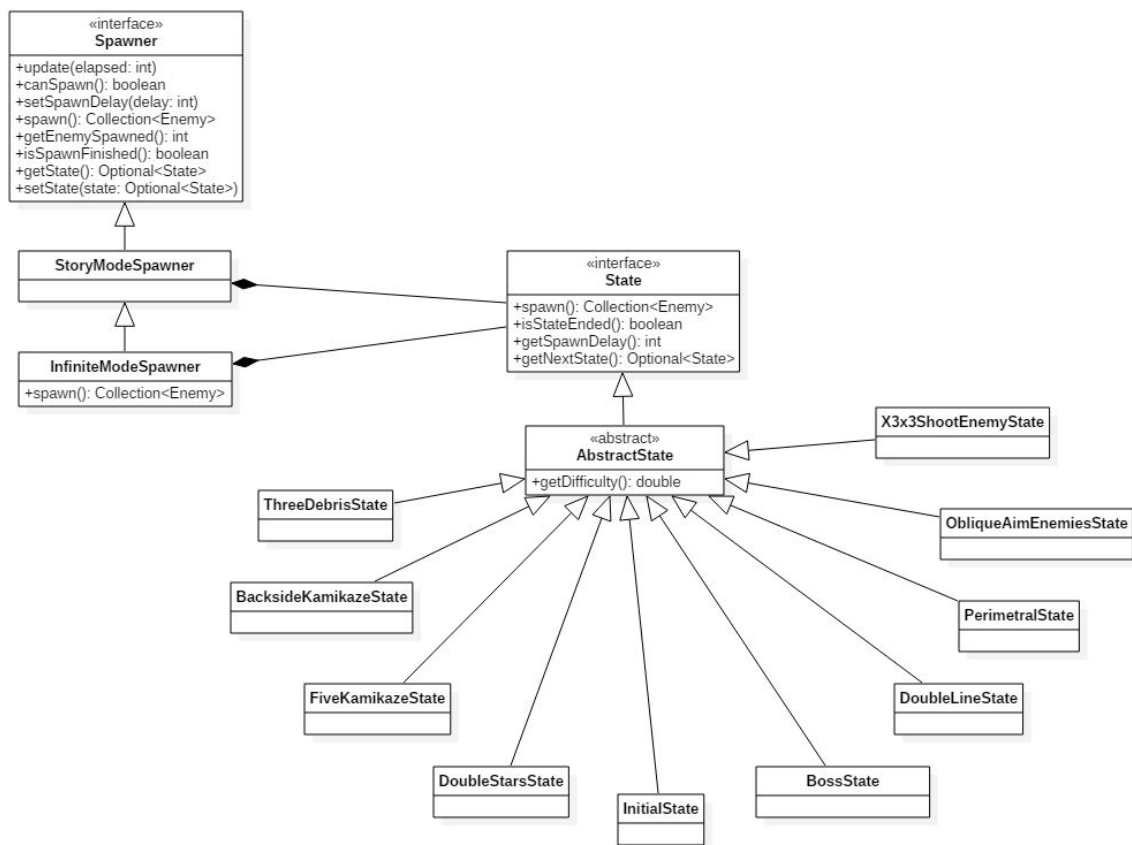 «interface»
Spawner
+update(elapsed: int)
+canSpawn(): boolean
+setSpawnDelay(delay: int)
+spawn(): Collection<Enemy>
+getEnemySpawned(): int
+isSpawnFinished(): boolean
+getState(): Optional<State>
+setState(state: Optional<State>)
StoryModeSpawner
InfiniteModeSpawner
+spawn(): Collection<Enemy>
«interface»
State
+spawn(): Collection<Enemy>
+isStateEnded(): boolean
+getSpawnDelay(): int
+getNextState(): Optional<State>
«abstract»
AbstractState
+getDifficulty(): double
X3x3ShootEnemyState
ThreeDebrisState
ObliqueAimEnemiesState
BacksideKamikazeState
PerimetralState
FiveKamikazeState
DoubleLineState
DoubleStarsState
BossState
InitialState